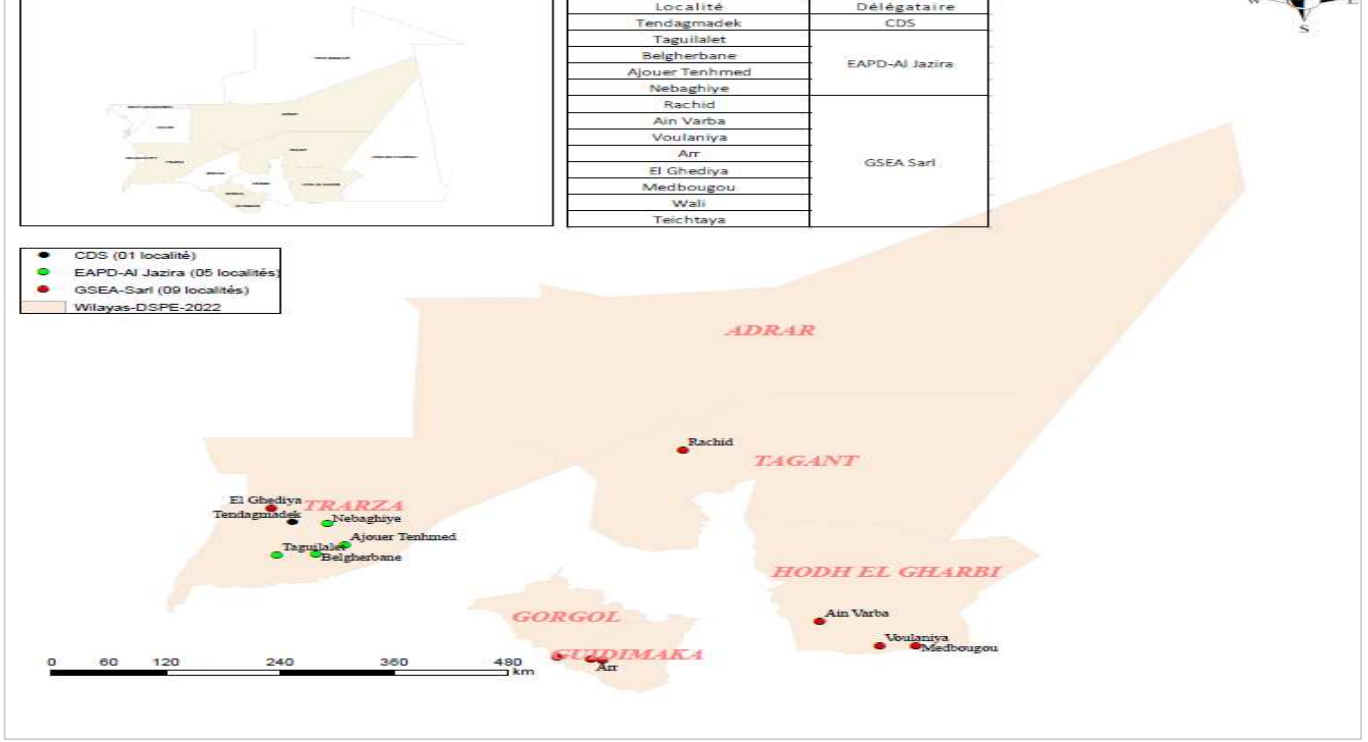 Localité Délégataire
Tendagmadek CDS
Taguilalet
Belgherbane
EAPD-Al Jazira
Ajouer Tenhmed
Nebaghiye
Rachid
Ain Varba
Voulaniya
Arr
GSEA Sarl
El Ghediya
Medbougou
Wali
Teichtaya
W E
S
CDS (01 localité)
EAPD-Al Jazira (05 localités)
GSEA-Sarl (09 localités)
Wilayas-DSPE-2022
ADRAR
Rachid
TAGANT
El Ghediya
TRARZA
Tendagmadek
Nebaghiye
Ajouer Tenhmed
Taguilalet
Belgherbane
HODH EL GHARBI
Ain Varba
GORGOL
Voulaniya
Medbougou
GUIDIMAKA
Arr
0 60 120 240 360 480
km